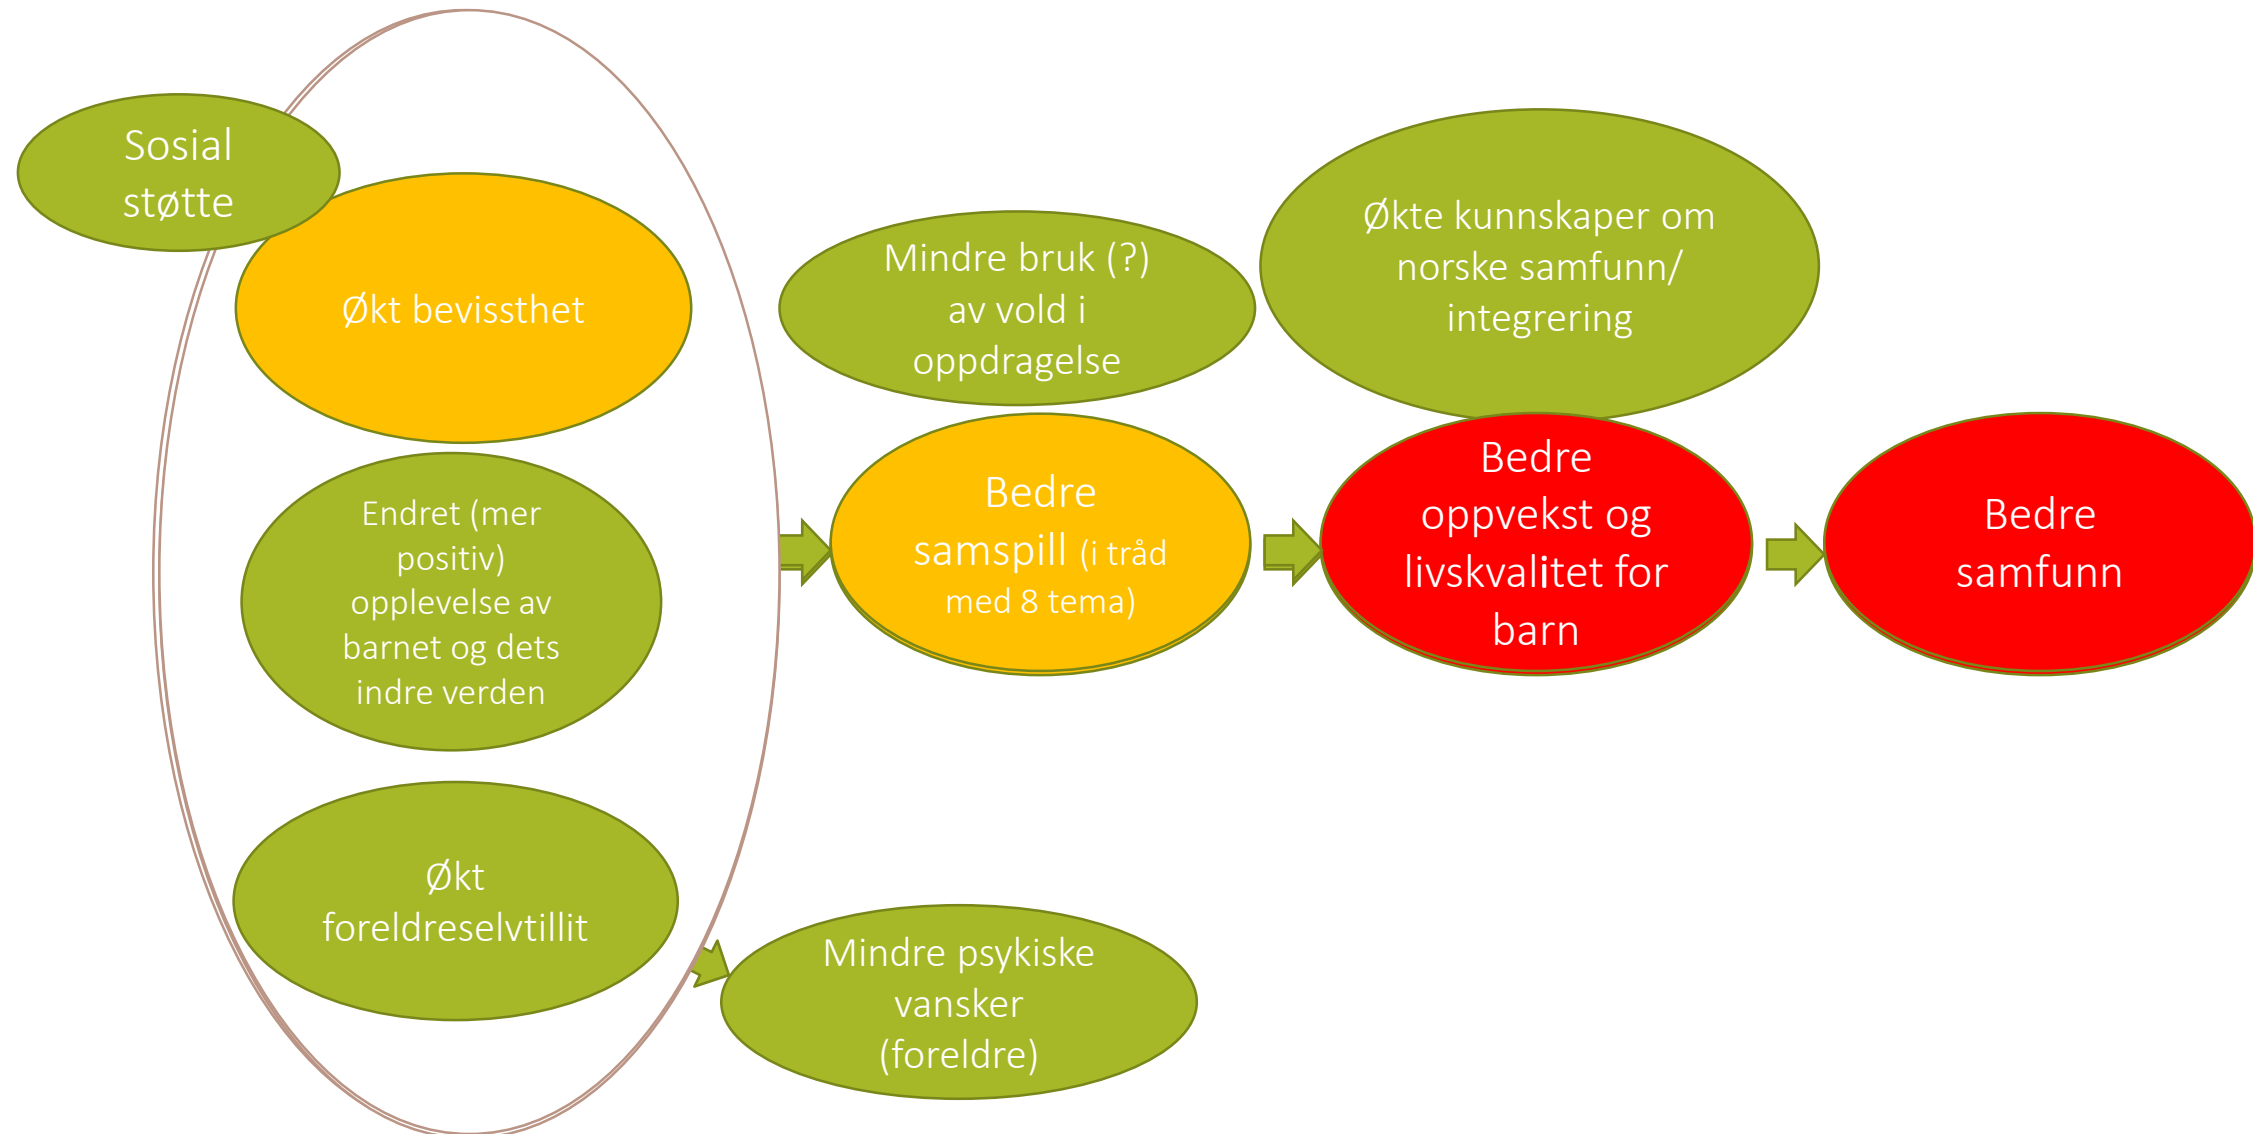 Sosial
støtte
Økt bevissthet
Endret (mer
positiv)
opplevelse av
barnet og dets
indre verden
Økt
foreldreselvtillit
Mindre bruk (?)
av vold i
oppdragelse
Bedre
samspill (i tråd
med 8 tema)
Mindre psykiske
vansker
(foreldre)
Økte kunnskaper om
norske samfunn/
integrering
Bedre
oppvekst og
livskvalitet for
barn
Bedre
samfunn